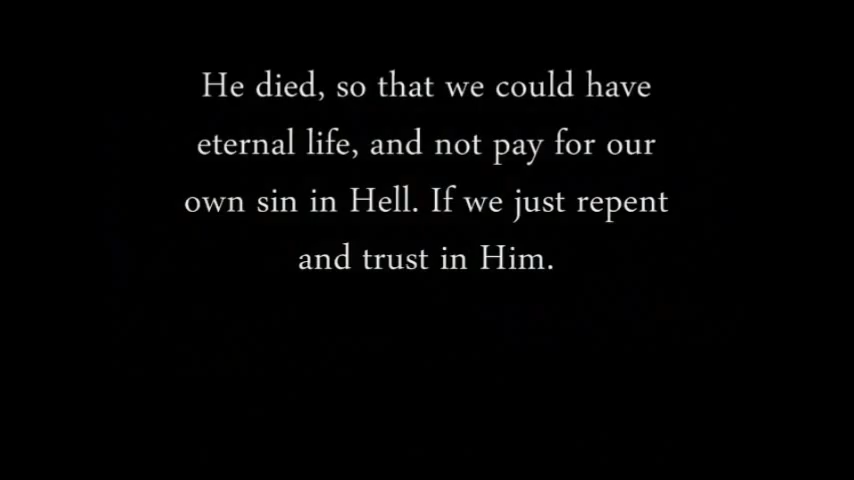 He died, so that we could have
eternal life, and not pay for our
own sin in Hell. If we just repent
and trust in Him.